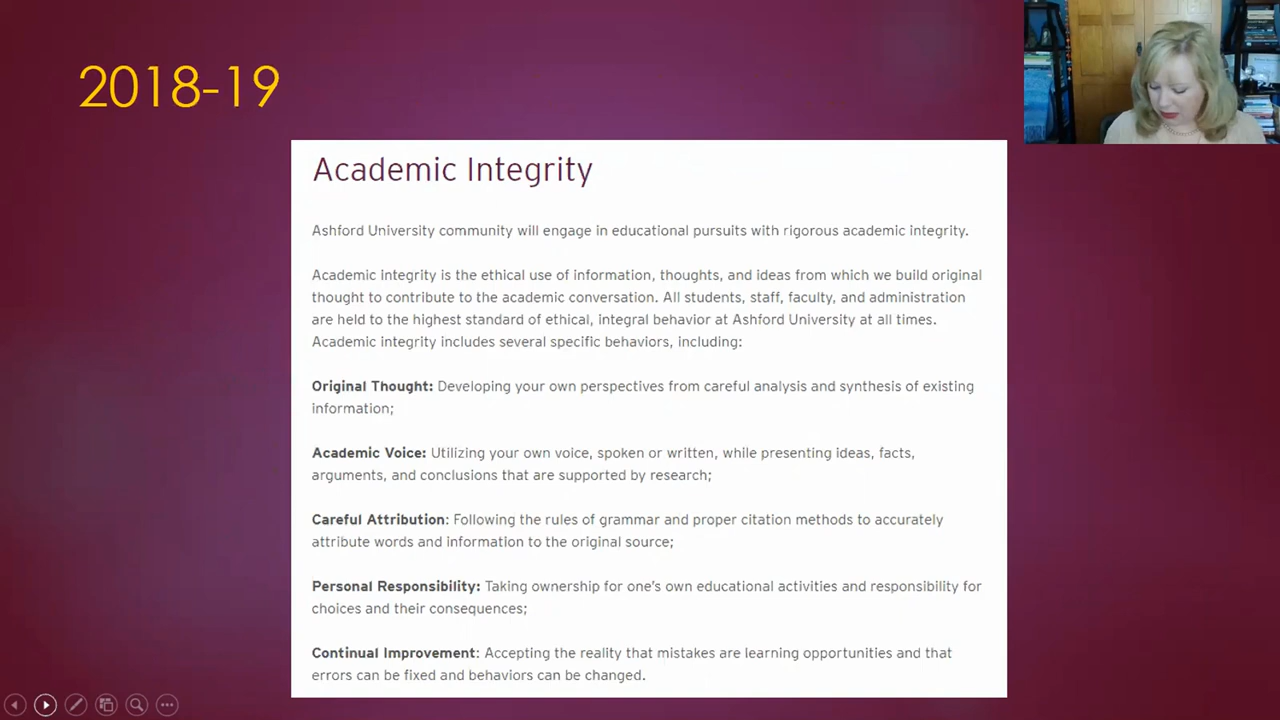 2018-19
Academic Integrity
Ashford University community will engage in educational pursuits with rigorous academic integrity.
Academic integrity is the ethical use of information, thoughts, and ideas from which we build original
thought to contribute to the academic conversation. All students, staff, faculty, and administration
are held to the highest standard of ethical, integral behavior at Ashford University at all times.
Academic integrity includes several specific behaviors, including:
Original Thought: Developing your own perspectives from careful analysis and synthesis of existing
information;
Academic Voice: Utilizing your own voice, spoken or written, while presenting ideas, facts,
arguments, and conclusions that are supported by research;
Careful Attribution: Following the rules of grammar and proper citation methods to accurately
attribute words and information to the original source;
Personal Responsibility: Taking ownership for one's own educational activities and responsibility for
choices and their consequences;
Continual Improvement: Accepting the reality that mistakes are learning opportunities and that
errors can be fixed and behaviors can be changed.